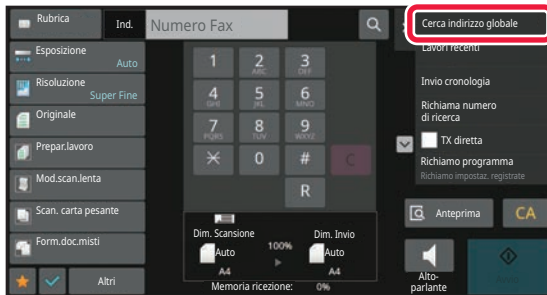 Rubrica
Ind.
Numero Fax
Cerca indirizzo globale
Esposizione
Auto
Risoluzione
Super Fine
Originale
Prepar.lavoro
Mod.scan.lenta
Scan. carta pesante
Form.doc.misti
Altri
1
2
ABC
3
DEF
4
GHI
5
JKL
6
MNO
7
PQRS
8
TUV
9
WXYZ
0
#
C
R
Dim. Scansione
Auto
A4
100%
Dim. Invio
Auto
A4
Memoria ricezione: 0%
Lavori recenti
Invio cronologia
Richiama numero
di ricerca
TX diretta
Richiamo programma
Richiamo impostaz. registrate
Anteprima
CA
Alto-
parlante